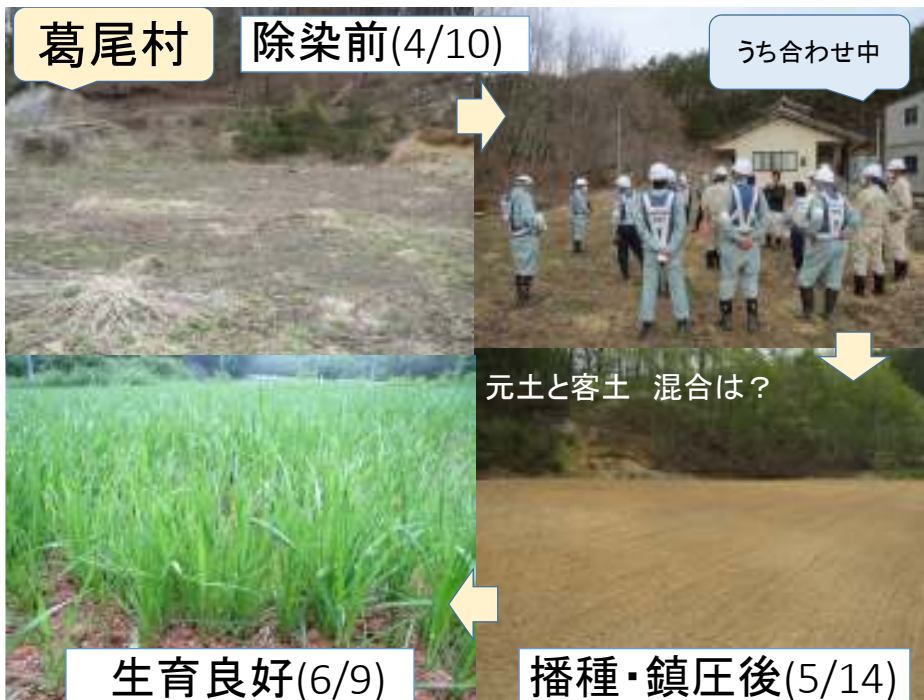 葛尾村
除染前(4/10)
うち合わせ中
元土と客土　混合は？
生育良好(6/9)
播種・鎮圧後(5/14)